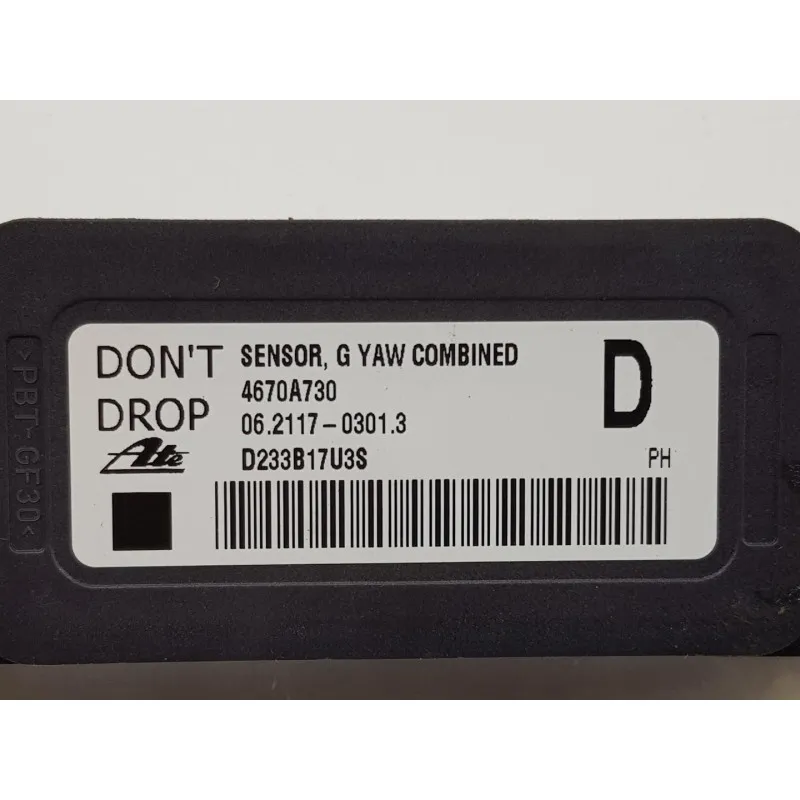 DON'T
DROP
Ate
SENSOR, G YAW COMBINED
4670A730
06.2117-0301.3
D233B17U3S
D
PH
>PBT-GF30<